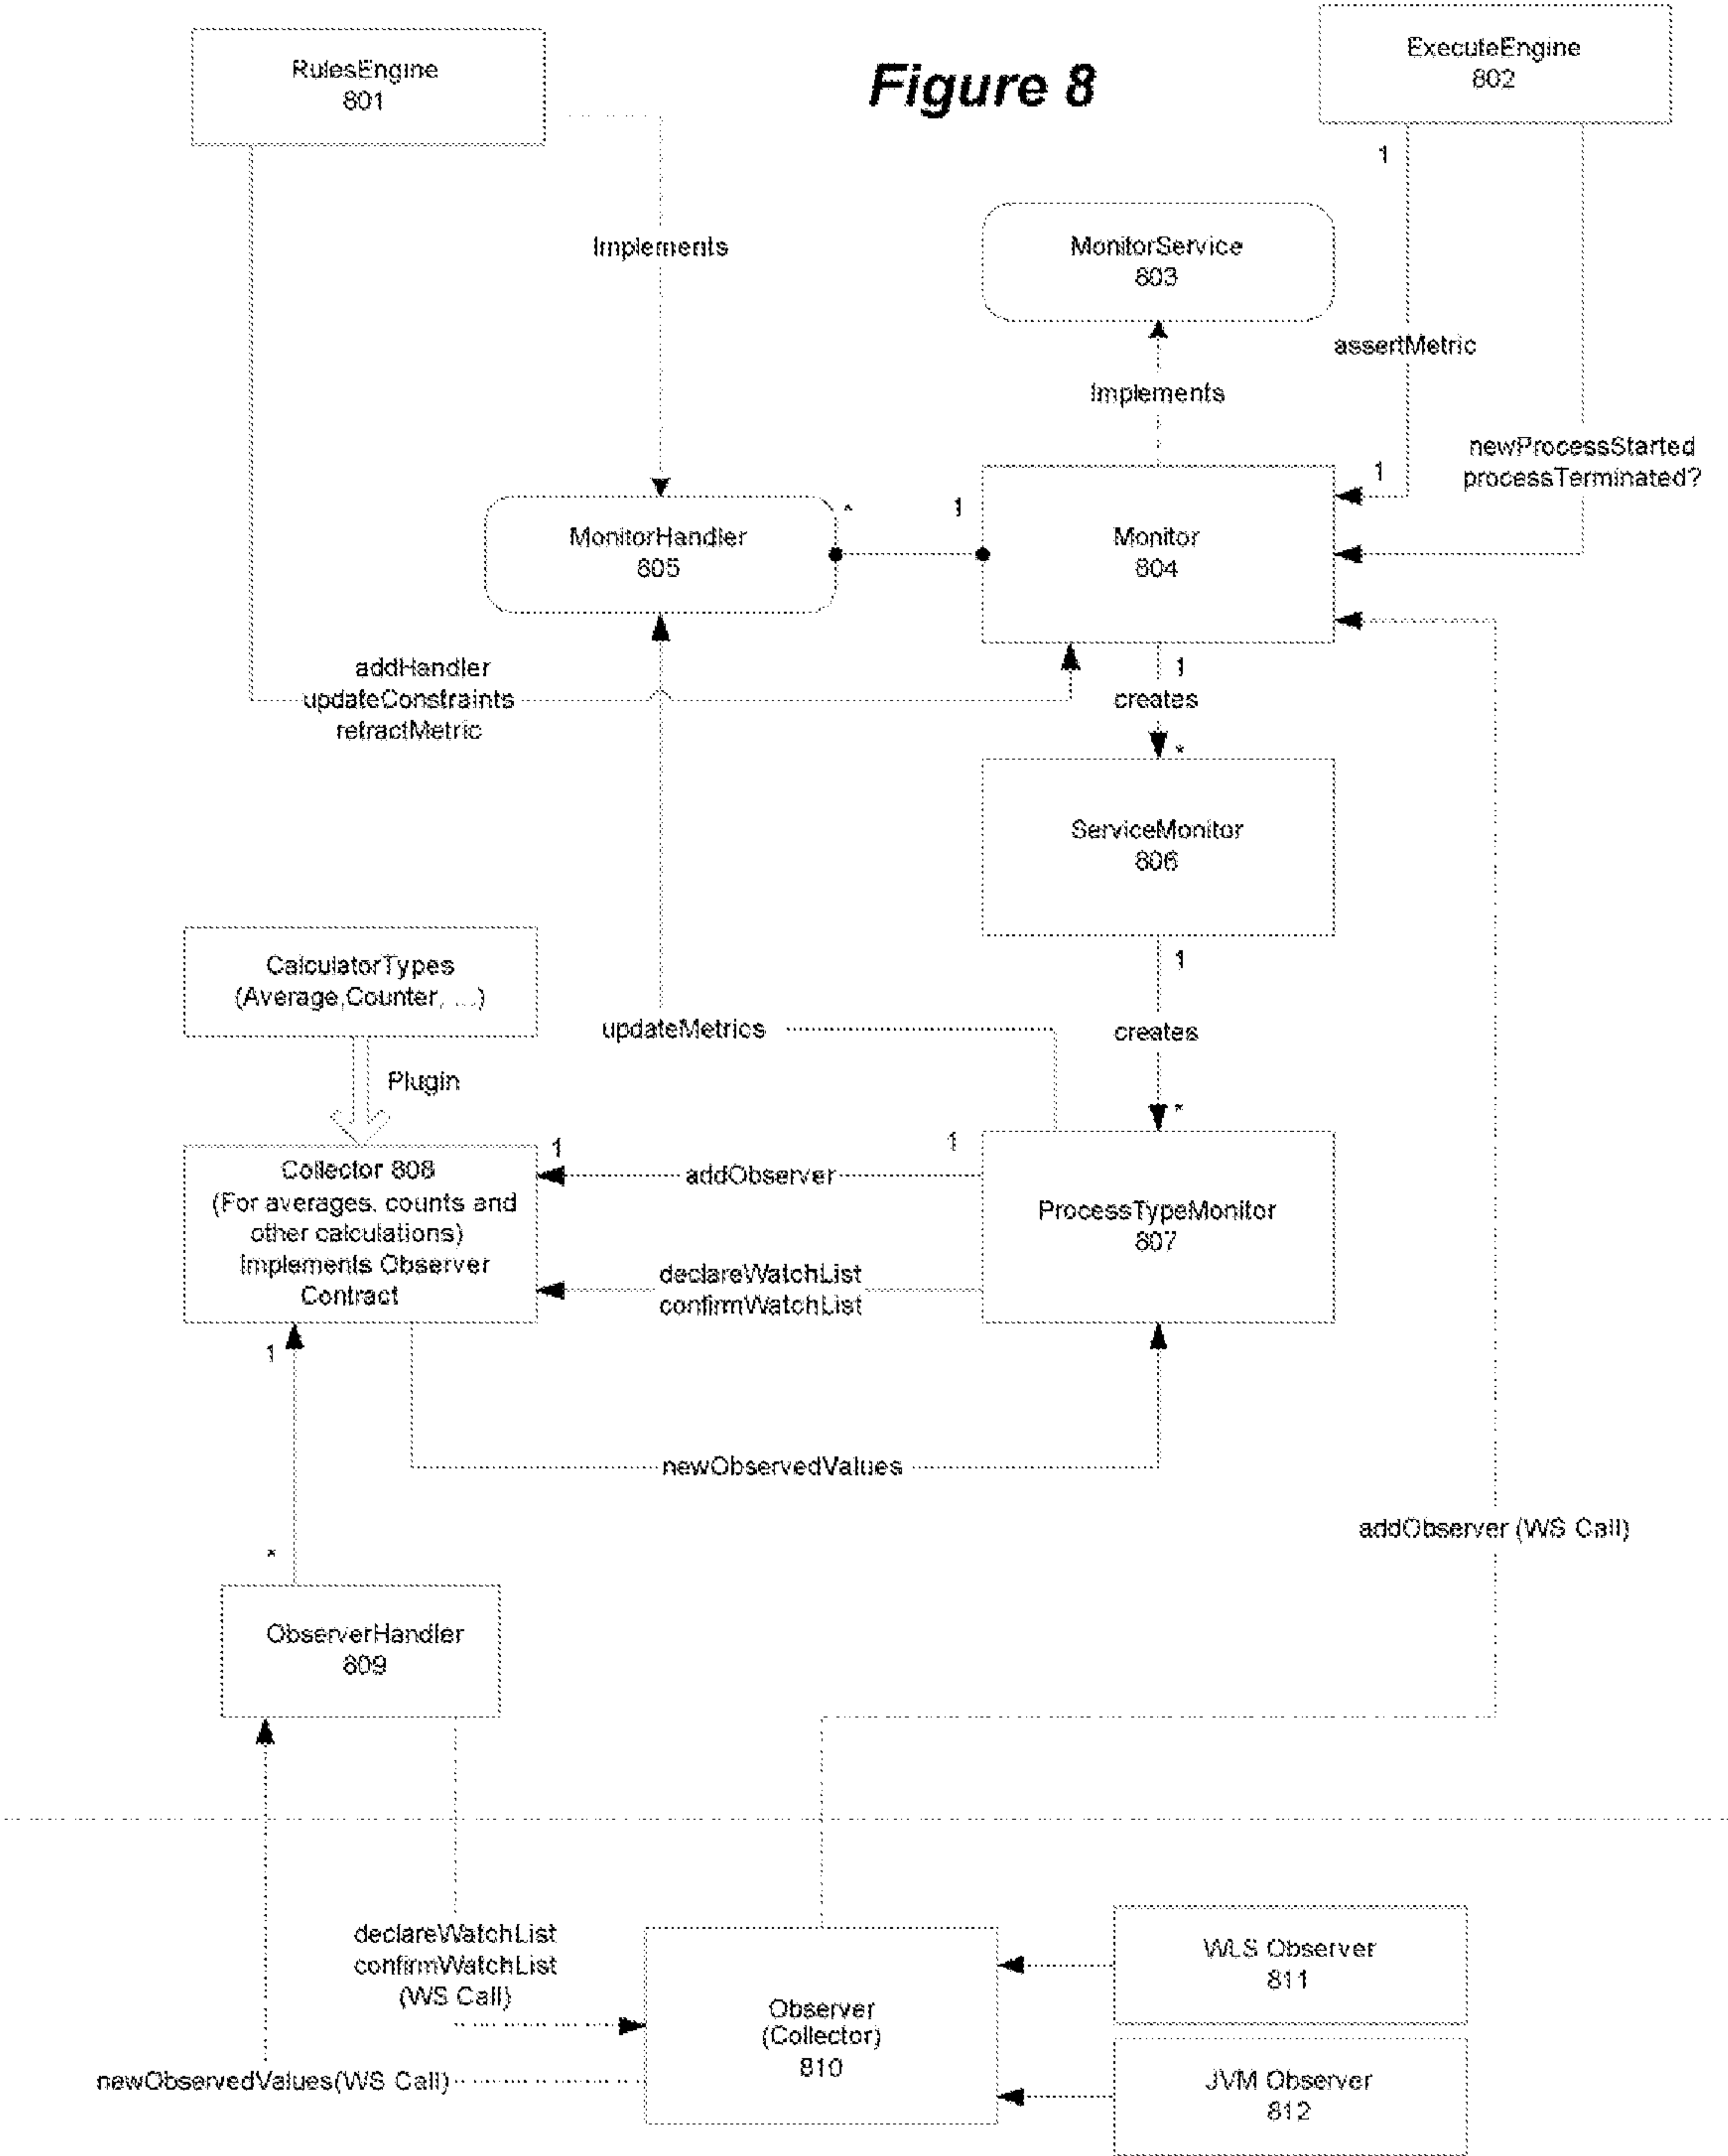 Figure 8
RulesEngine
801
ExecuteEngine
802
1
Implements
MonitorService
803
assertMetric
Implements
newProcessStarted
processTerminated?
1
*
1
MonitorHandler
805
Monitor
804
addHandler
updateConstraints
retractMetric
1
creates
*
ServiceMonitor
806
CalculatorTypes
(Average,Counter, ...)
1
updateMetrics
creates
Plugin
*
1
1
Collector 808
(For averages, counts and
other calculations)
Implements Observer
Contract
addObserver
ProcessTypeMonitor
807
declareWatchList
confirmWatchList
1
newObservedValues
addObserver (WS Call)
*
ObserverHandler
809
declareWatchList
confirmWatchList
(WS Call)
WLS Observer
811
Observer
(Collector)
810
newObservedValues(WS Call)
JVM Observer
812